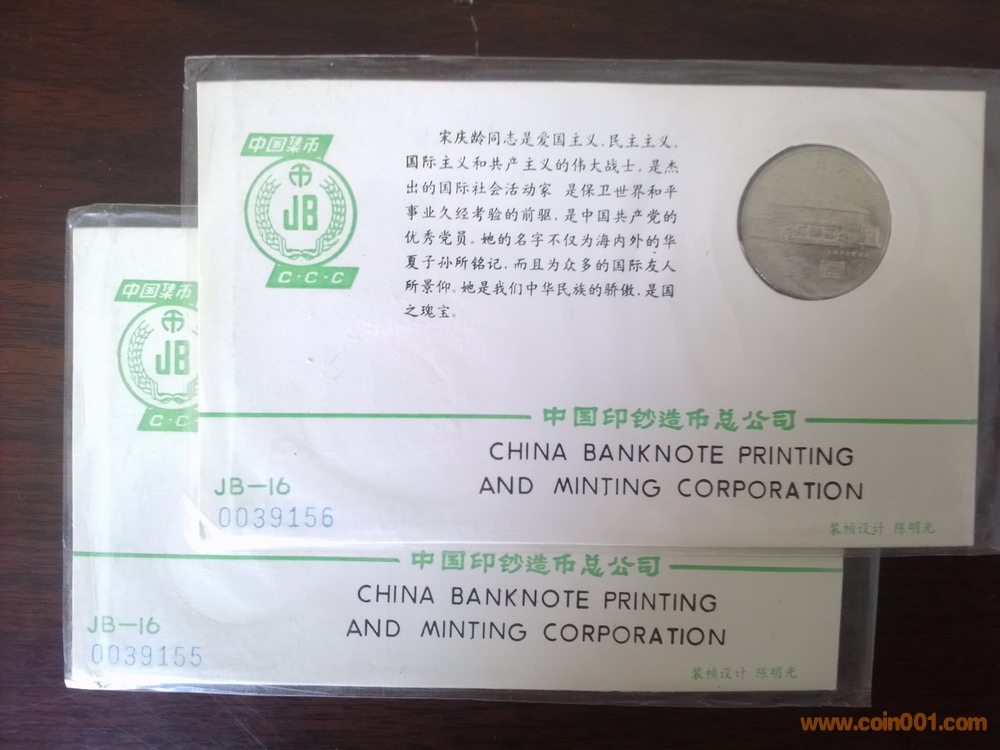 中国集币
JB
C·C·C
宋庆龄同志是爱国主义、民主主义、
国际主义和共产主义的伟大战士，是杰
出的国际社会活动家 是保卫世界和平
事业久经考验的前驱，是中国共产党的
优秀党员。她的名字不仅为海内外的华
夏子孙所铭记，而且为众多的国际友人
所景仰。她是我们中华民族的骄傲，是国
之瑰宝。
中国印钞造币总公司
CHINA BANKNOTE PRINTING
AND MINTING CORPORATION
JB-16
0039156
装帧设计 陈明光
中国集币
JB
C·C
中国印钞造币总公司
CHINA BANKNOTE PRINTING
AND MINTING CORPORATION
JB-16
0039155
装帧设计 陈明光
www.coin001.com